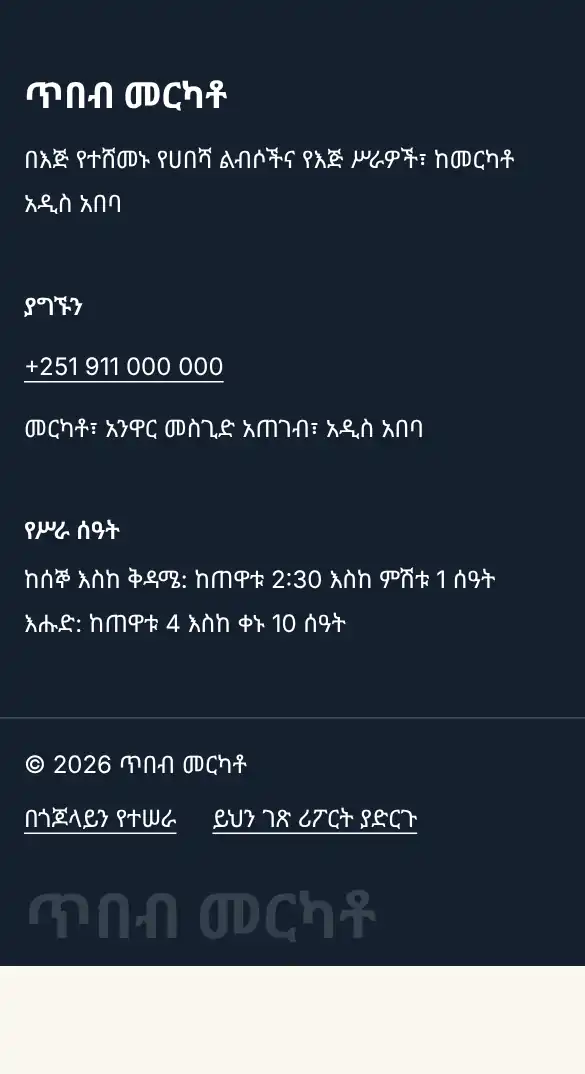 ጥበብ መርካቶ
በእጅ የተሸመኑ የሀበሻ ልብሶችና የእጅ ሥራዎች፣ ከመርካቶ
አዲስ አበባ
ያግኙን
+251 911 000 000
መርካቶ፣ አንዋር መስጊድ አጠገብ፣ አዲስ አበባ
የሥራ ሰዓት
ከሰኞ እስከ ቅዳሜ: ከጠዋቱ 2:30 እስከ ምሽቱ 1 ሰዓት
እሑድ: ከጠዋቱ 4 እስከ ቀኑ 10 ሰዓት
© 2026 ጥበብ መርካቶ
በጎጆላይን የተሠራ ይህን ገጽ ሪፖርት ያድርጉ
ጥበብ መርካቶ